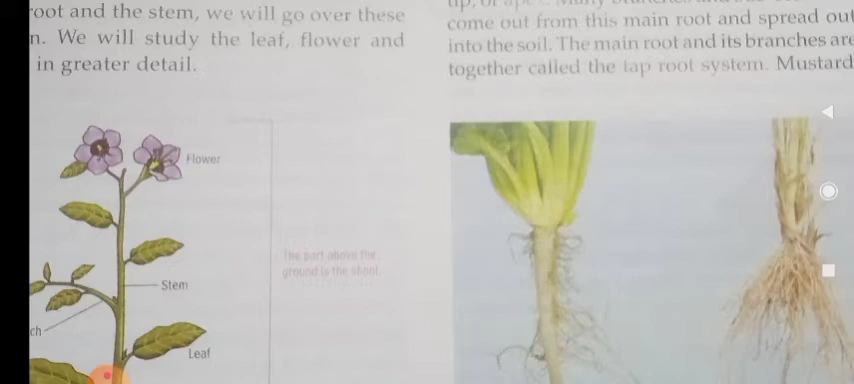 root and the stem, we will go over these
n. We will study the leaf, flower and
in greater detail.
Flower
The part above the
ground is the shoot
Stem
ch
Leaf
come out from this main root and spread out
into the soil. The main root and its branches are
together called the tap root system. Mustard